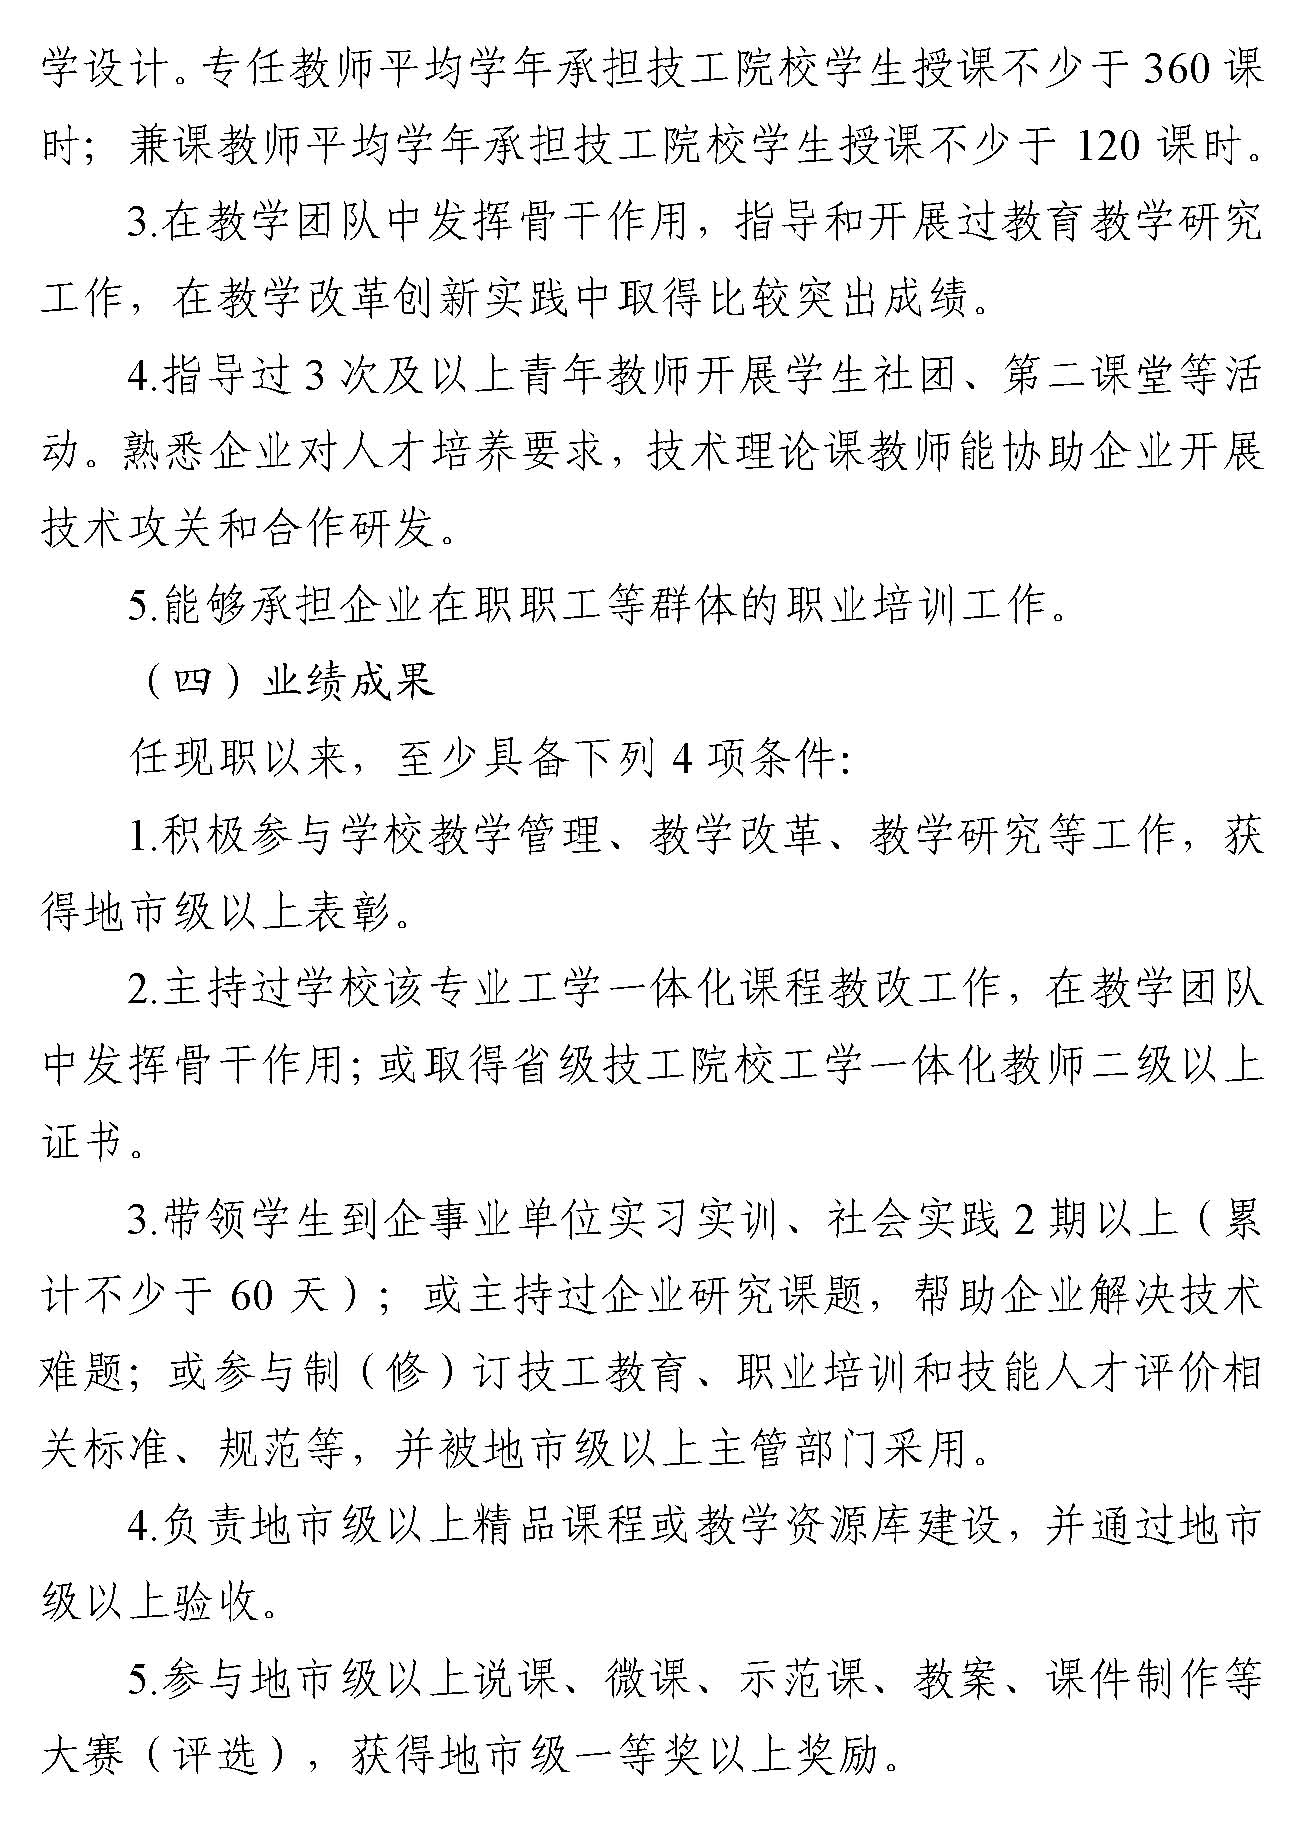 学设计。专任教师平均学年承担技工院校学生授课不少于 360 课
时；兼课教师平均学年承担技工院校学生授课不少于 120 课时。
3.在教学团队中发挥骨干作用，指导和开展过教育教学研究
工作，在教学改革创新实践中取得比较突出成绩。
4.指导过 3 次及以上青年教师开展学生社团、第二课堂等活
动。熟悉企业对人才培养要求，技术理论课教师能协助企业开展
技术攻关和合作研发。
5.能够承担企业在职职工等群体的职业培训工作。
（四）业绩成果
任现职以来，至少具备下列 4 项条件：
1.积极参与学校教学管理、教学改革、教学研究等工作，获
得地市级以上表彰。
2.主持过学校该专业工学一体化课程教改工作，在教学团队
中发挥骨干作用；或取得省级技工院校工学一体化教师二级以上
证书。
3.带领学生到企事业单位实习实训、社会实践 2 期以上（累
计不少于 60 天）；或主持过企业研究课题，帮助企业解决技术
难题；或参与制（修）订技工教育、职业培训和技能人才评价相
关标准、规范等，并被地市级以上主管部门采用。
4.负责地市级以上精品课程或教学资源库建设，并通过地市
级以上验收。
5.参与地市级以上说课、微课、示范课、教案、课件制作等
大赛（评选），获得地市级一等奖以上奖励。